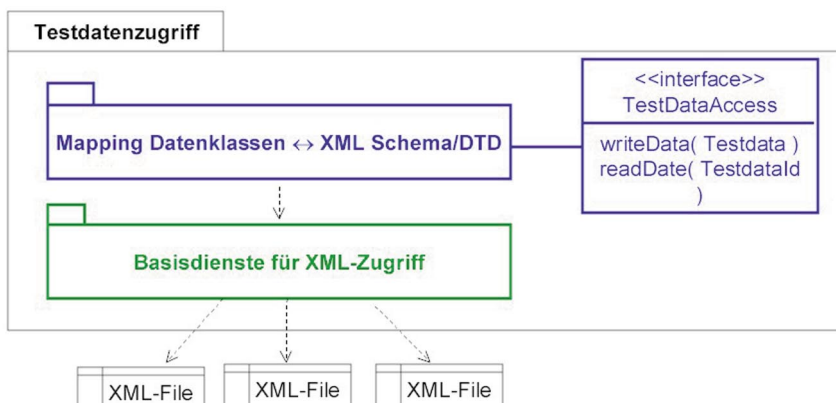 Testdatenzugriff
<<interface>>
TestDataAccess
Mapping Datenklassen ↔ XML Schema/DTD
writeData( Testdata )
readDate( TestdataId
)
Basisdienste für XML-Zugriff
XML-File
XML-File
XML-File